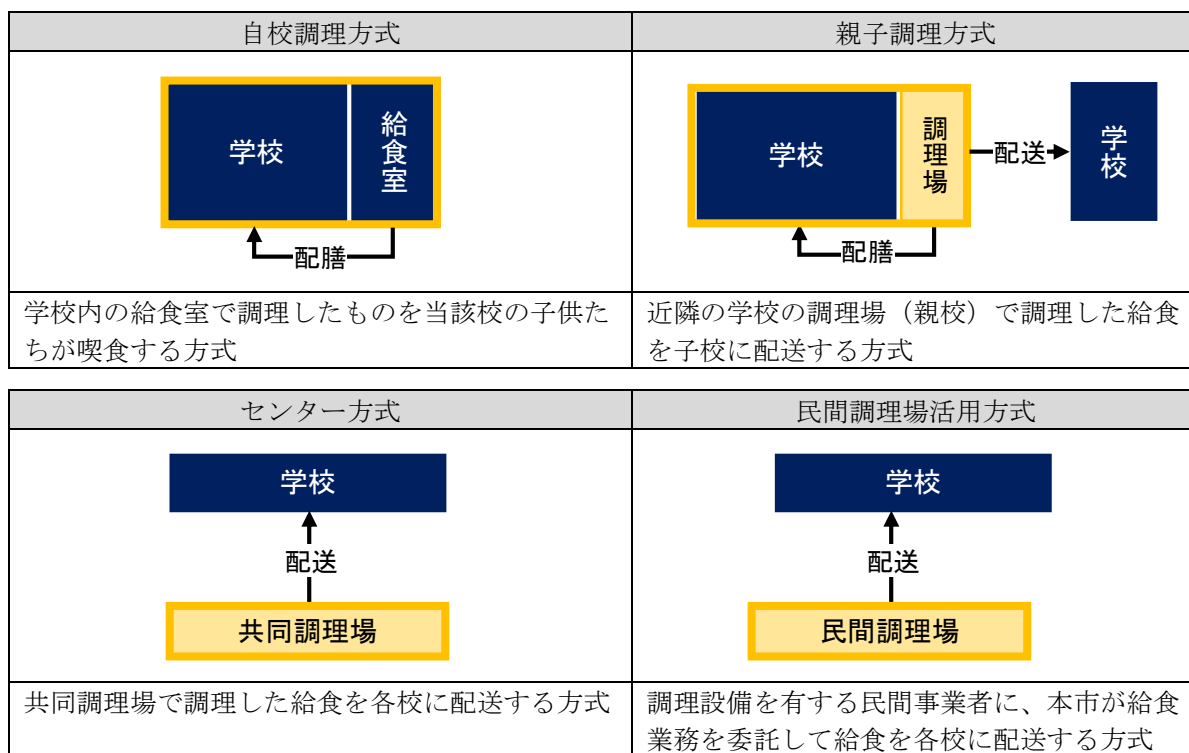 自校調理方式
親子調理方式
学校
給食室
配膳
学校
調理場
配送
学校
配膳
学校内の給食室で調理したものを当該校の子供た
ちが喫食する方式
近隣の学校の調理場（親校）で調理した給食
を子校に配送する方式
センター方式
民間調理場活用方式
学校
配送
共同調理場
学校
配送
民間調理場
共同調理場で調理した給食を各校に配送する方式
調理設備を有する民間事業者に、本市が給食
業務を委託して給食を各校に配送する方式